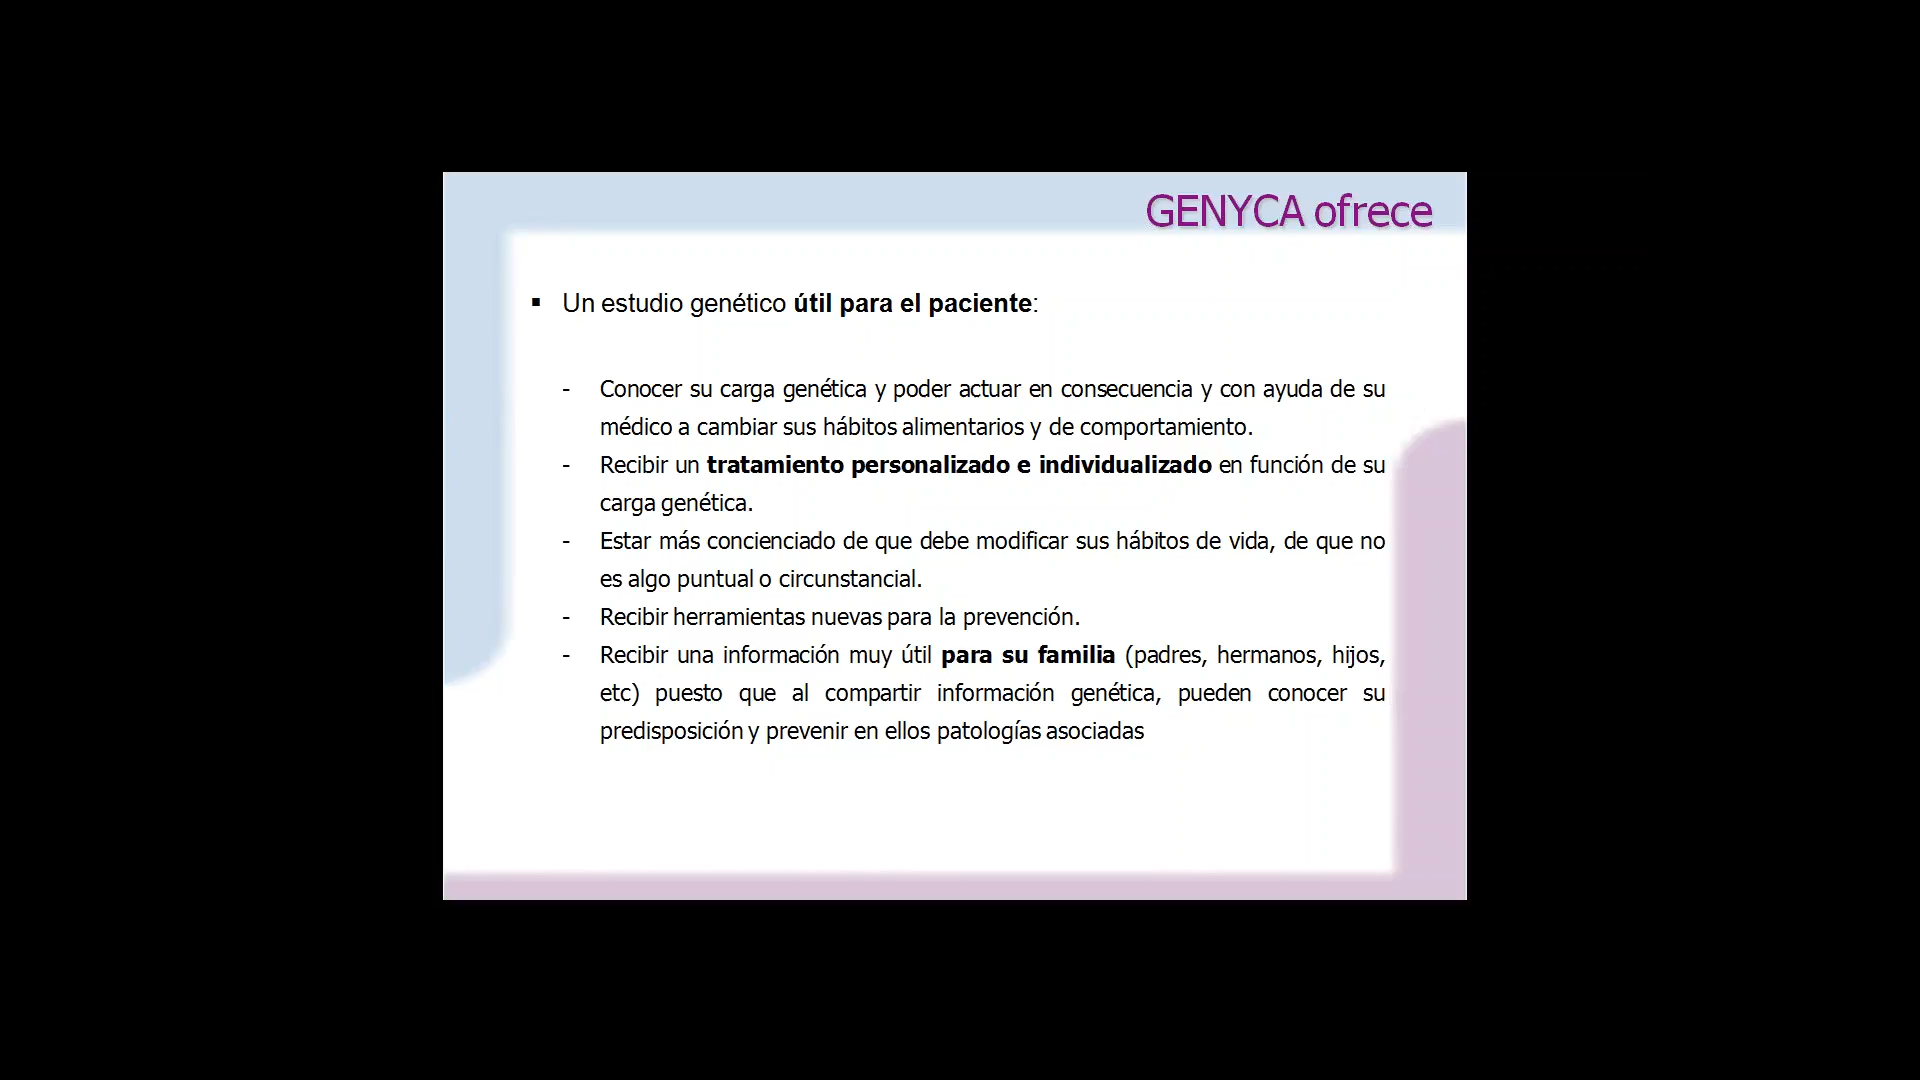 GENYCA ofrece
▪ Un estudio genético útil para el paciente:
- Conocer su carga genética y poder actuar en consecuencia y con ayuda de su
médico a cambiar sus hábitos alimentarios y de comportamiento.
- Recibir un tratamiento personalizado e individualizado en función de su
carga genética.
- Estar más concienciado de que debe modificar sus hábitos de vida, de que no
es algo puntual o circunstancial.
- Recibir herramientas nuevas para la prevención.
- Recibir una información muy útil para su familia (padres, hermanos, hijos,
etc) puesto que al compartir información genética, pueden conocer su
predisposición y prevenir en ellos patologías asociadas